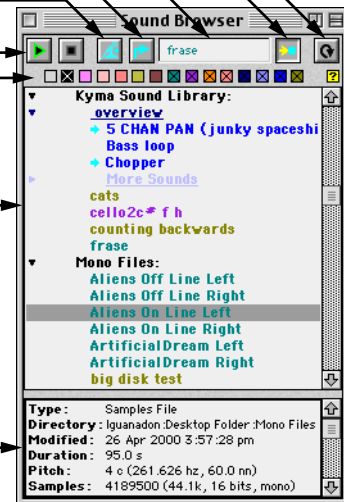 Sound Browser
frase
?
Kyma Sound Library:
overview
5 CHAN PAN (junky spaceshi
Bass loop
Chopper
More Sounds
cats
cello2c# f h
counting backwards
frase
Mono Files:
Aliens Off Line Left
Aliens Off Line Right
Aliens On Line Left
Aliens On Line Right
ArtificialDream Left
ArtificialDream Right
big disk test
Type: Samples File
Directory: Iguanadon:Desktop Folder:Mono Files
Modified: 26 Apr 2000 3:57:28 pm
Duration: 95.0 s
Pitch: 4 c (261.626 hz, 60.0 nn)
Samples: 4189500 (44.1k, 16 bits, mono)